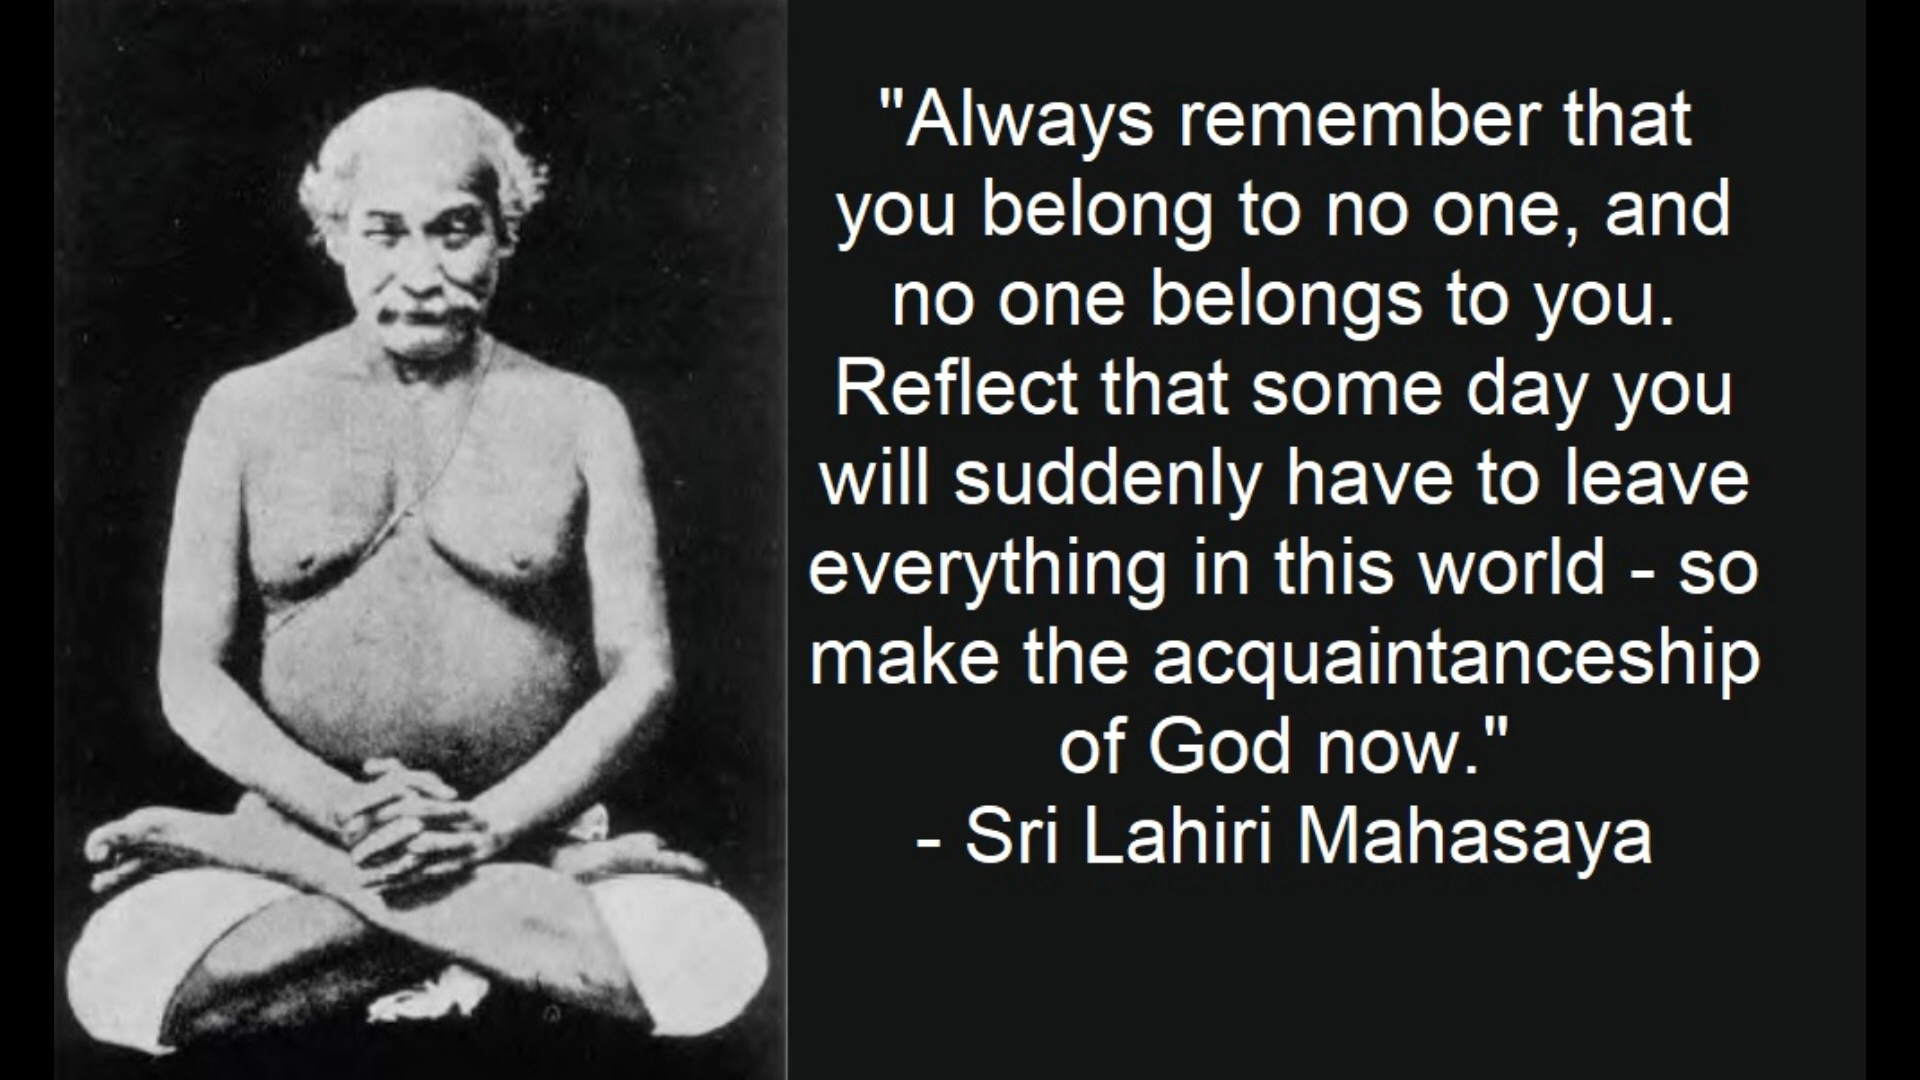 "Always remember that
you belong to no one, and
no one belongs to you.
Reflect that some day you
will suddenly have to leave
everything in this world - so
make the acquaintanceship
of God now."
- Sri Lahiri Mahasaya